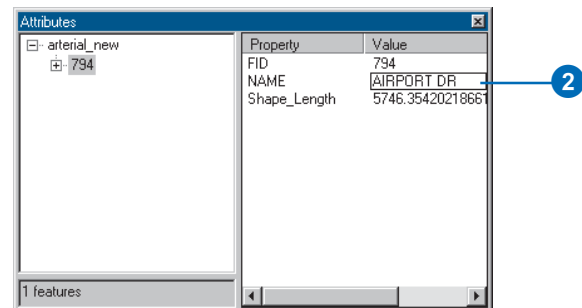 Attributes
arterial_new
794
Property Value
FID 794
NAME AIRPORT DR
Shape_Length 5746.35420218661
2
1 features